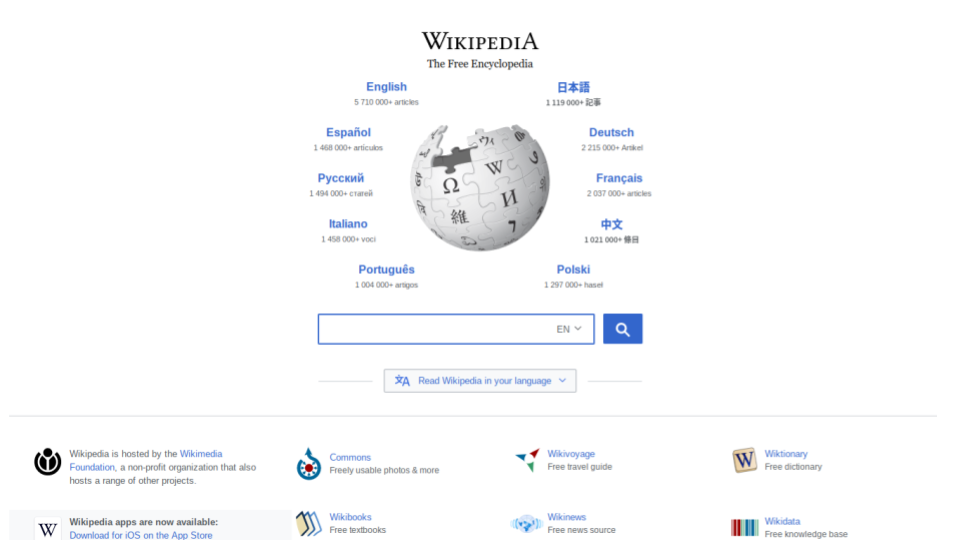 WIKIPEDIA
The Free Encyclopedia
English
5 710 000+ articles
日本語
1 119 000+ 記事
Español
1 468 000+ artículos
Deutsch
2 215 000+ Artikel
Русский
1 494 000+ статей
Français
2 037 000+ articles
Italiano
1 458 000+ voci
中文
1 021 000+ 條目
Português
1 004 000+ artigos
Polski
1 297 000+ haseł
Ω
W
И
維
ウィ
EN
Read Wikipedia in your language
Wikipedia is hosted by the Wikimedia
Foundation, a non-profit organization that also
hosts a range of other projects.
Commons
Freely usable photos & more
Wikivoyage
Free travel guide
W
Wiktionary
Free dictionary
W
Wikipedia apps are now available:
Download for iOS on the App Store
Wikibooks
Free textbooks
Wikinews
Free news source
Wikidata
Free knowledge base